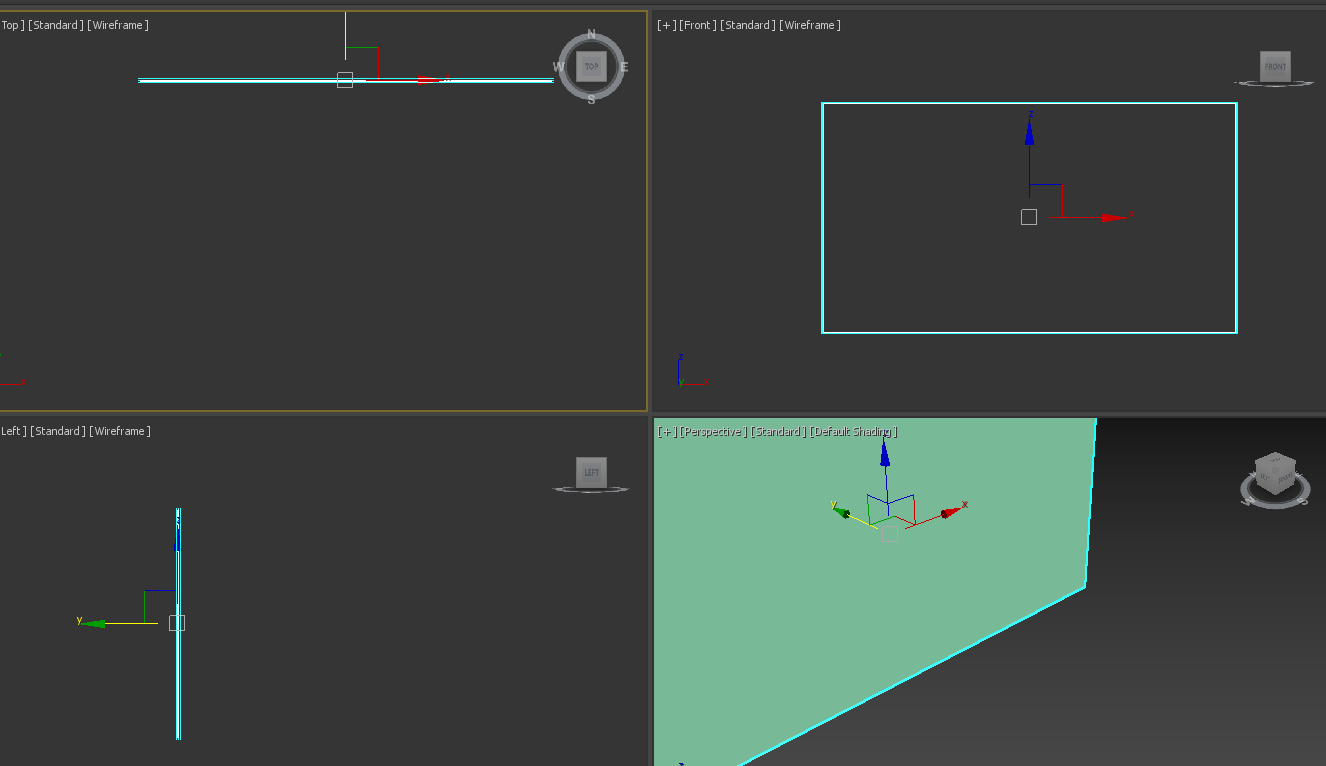 Top ] [Standard ] [Wireframe ]
N
W TOP E
S
x
[+] [Front ] [Standard ] [Wireframe ]
FRONT
z
x
z
y x
Left ] [Standard ] [Wireframe ]
LEFT
y
[+] [Perspective ] [Standard ] [Default Shading ]
z
y
x